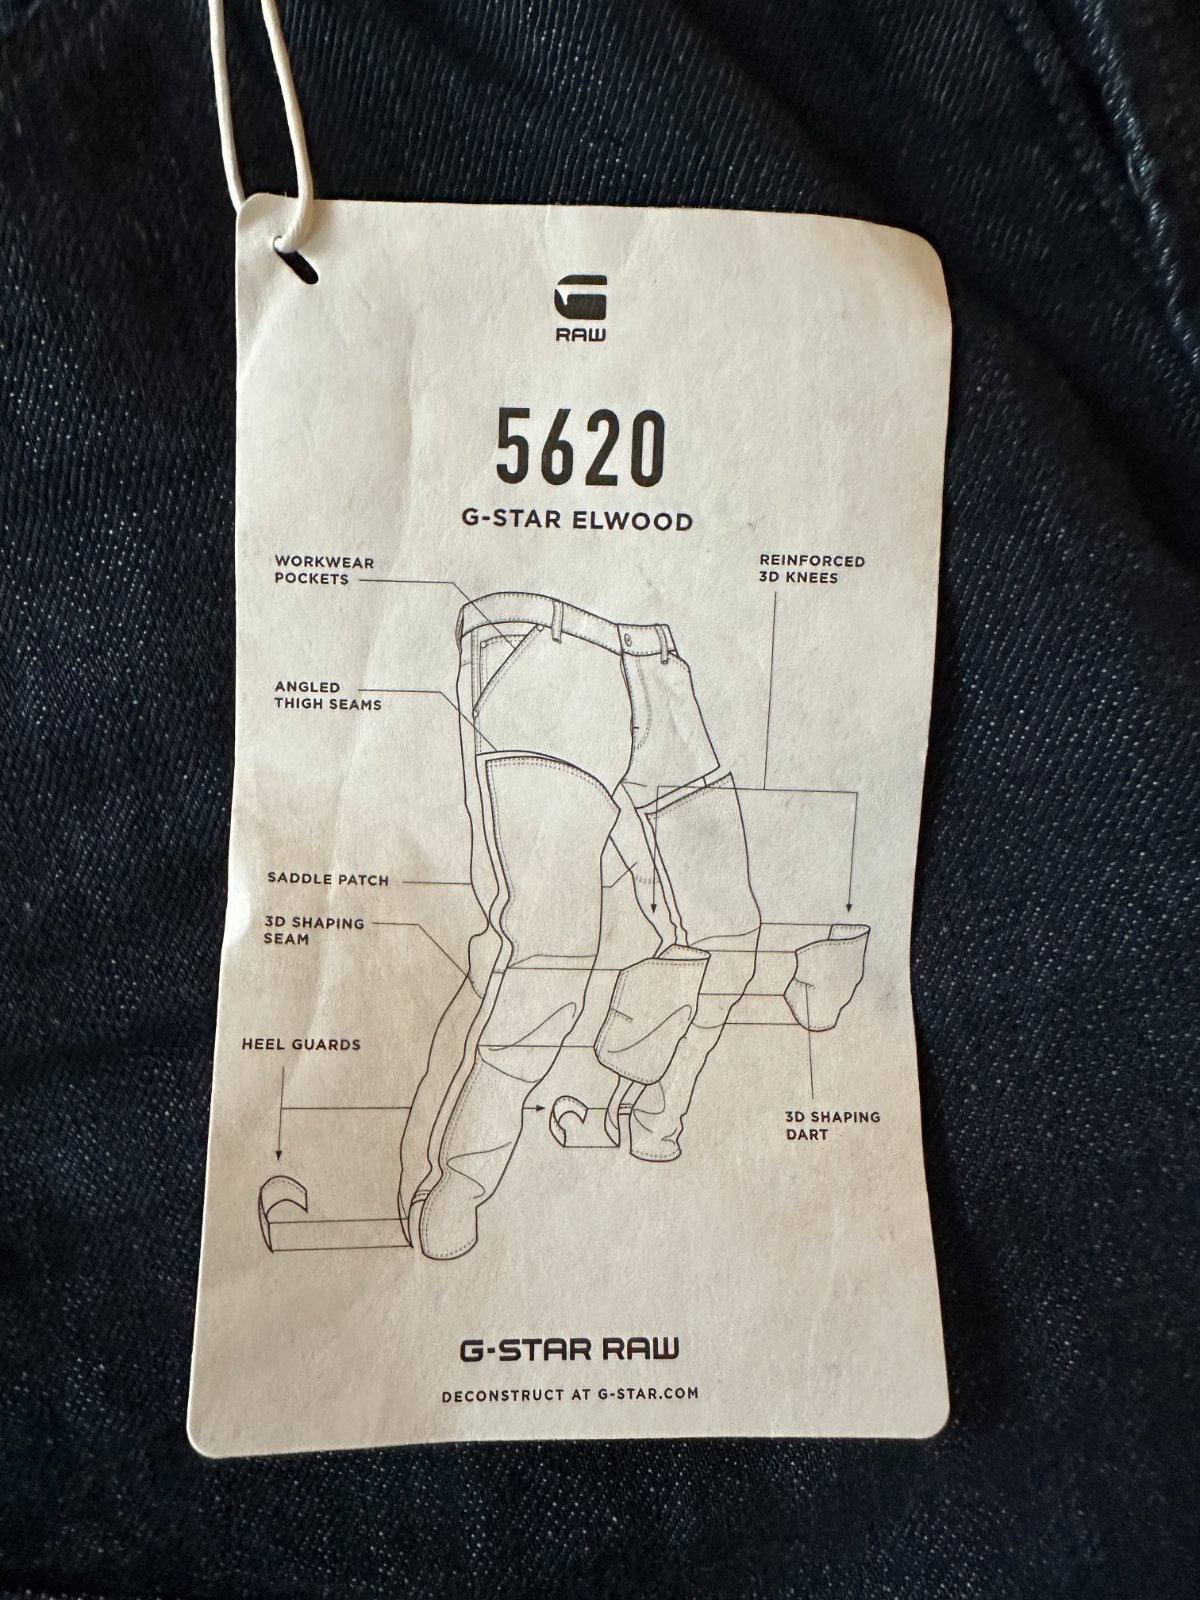 RAW
5620
G-STAR ELWOOD
WORKWEAR
POCKETS
REINFORCED
3D KNEES
ANGLED
THIGH SEAMS
SADDLE PATCH
3D SHAPING
SEAM
HEEL GUARDS
3D SHAPING
DART
G-STAR RAW
DECONSTRUCT AT G-STAR.COM